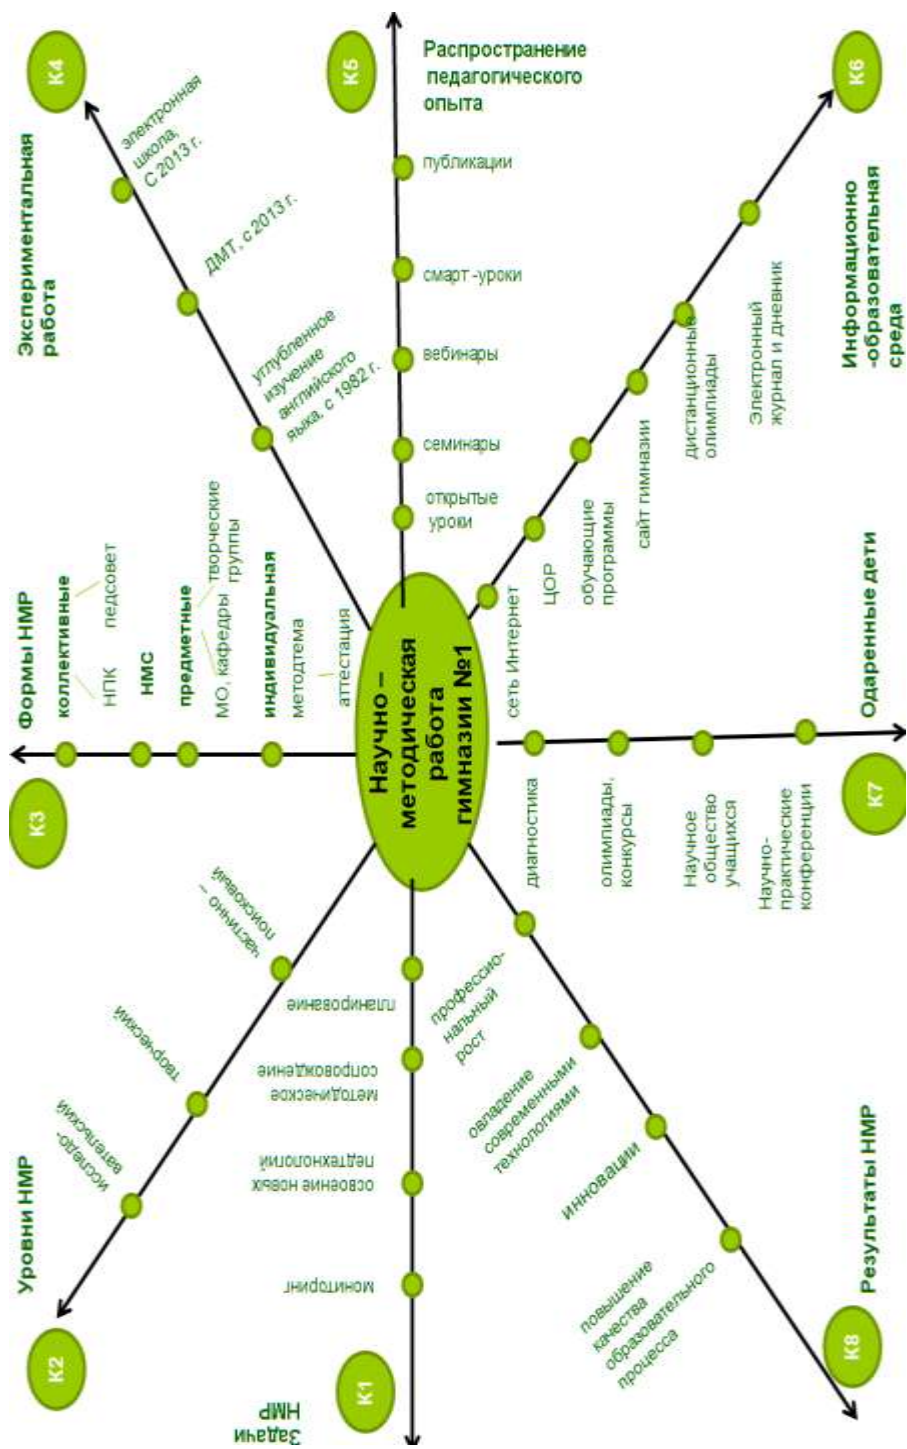 Научно –
методическая
работа
гимназии №1
К1
Задачи
НМР
планирование
методическое
сопровождение
освоение новых
педтехнологий
мониторинг
К2
Уровни НМР
частично –
поисковый
творческий
исследо-
вательский
К3
Формы НМР
коллективные
НПК педсовет
НМС
предметные
МО, кафедры творческие
группы
индивидуальная
методтема
аттестация
К4
Экспериментальная
работа
углубленное
изучение
английского
яыка, с 1982 г.
ДМТ, с 2013 г.
электронная
школа,
С 2013 г.
К5
Распространение
педагогического
опыта
открытые
уроки
семинары
вебинары
смарт -уроки
публикации
К6
Информационно
-образовательная
среда
сеть Интернет
ЦОР
обучающие
программы
сайт гимназии
дистанционные
олимпиады
Электронный
журнал и дневник
К7
Одаренные дети
диагностика
олимпиады,
конкурсы
Научное
общество
учащихся
Научно-
практические
конференции
К8
Результаты НМР
профессио-
нальный
рост
овладение
современными
технологиями
инновации
повышение
качества
образовательного
процесса